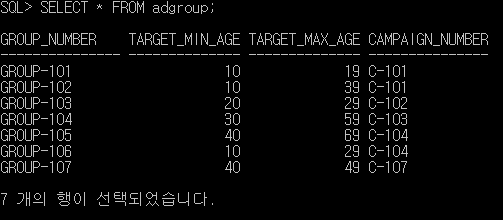 SQL> SELECT * FROM adgroup;
GROUP_NUMBER TARGET_MIN_AGE TARGET_MAX_AGE CAMPAIGN_NUMBER
--------------- -------------- -------------- ---------------
GROUP-101 10 19 C-101
GROUP-102 10 39 C-101
GROUP-103 20 29 C-102
GROUP-104 30 59 C-103
GROUP-105 40 69 C-104
GROUP-106 10 29 C-104
GROUP-107 40 49 C-107
7 개의 행이 선택되었습니다.